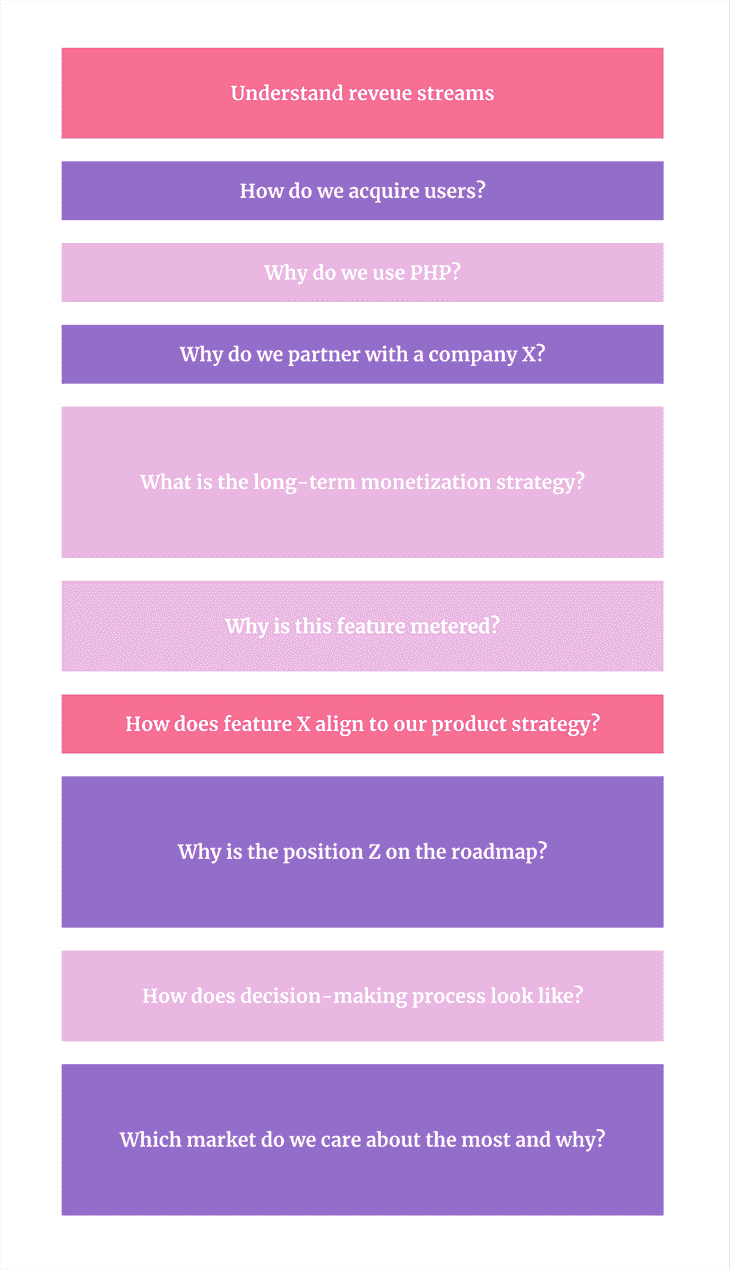 Understand reveue streams
How do we acquire users?
Why do we use PHP?
Why do we partner with a company X?
What is the long-term monetization strategy?
Why is this feature metered?
How does feature X align to our product strategy?
Why is the position Z on the roadmap?
How does decision-making process look like?
Which market do we care about the most and why?